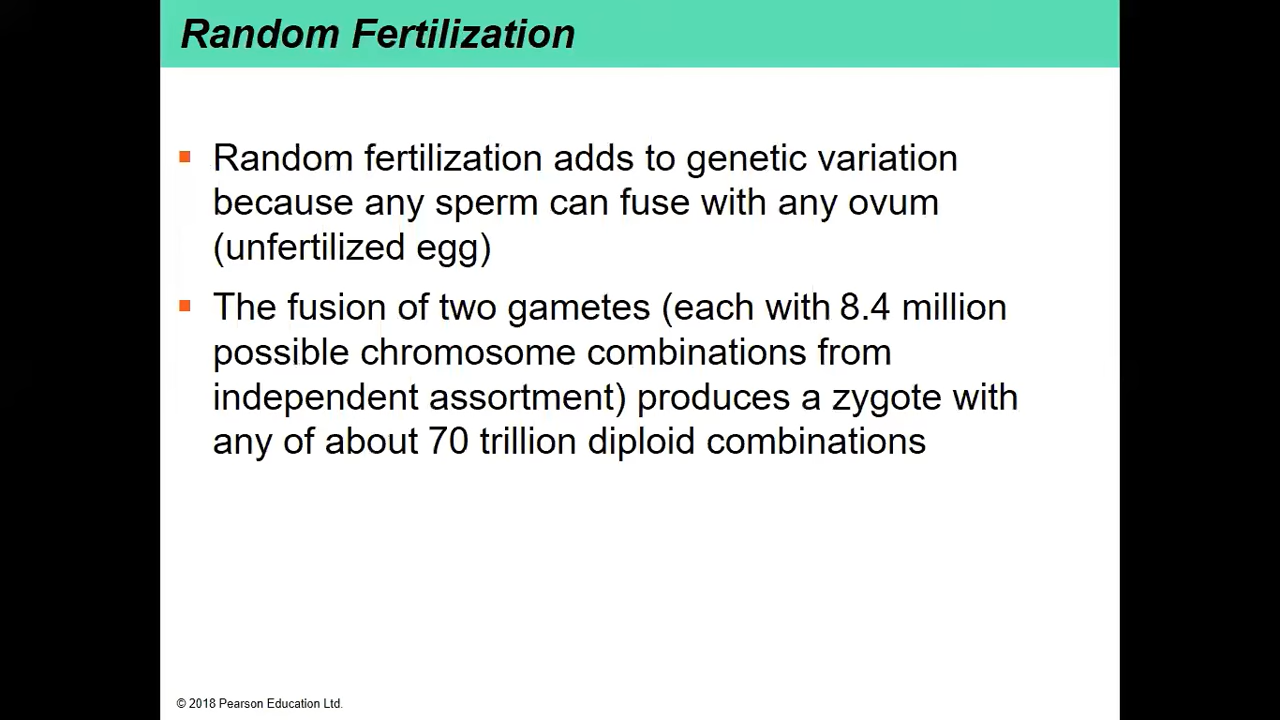 Random Fertilization
Random fertilization adds to genetic variation
because any sperm can fuse with any ovum
(unfertilized egg)
The fusion of two gametes (each with 8.4 million
possible chromosome combinations from
independent assortment) produces a zygote with
any of about 70 trillion diploid combinations
© 2018 Pearson Education Ltd.